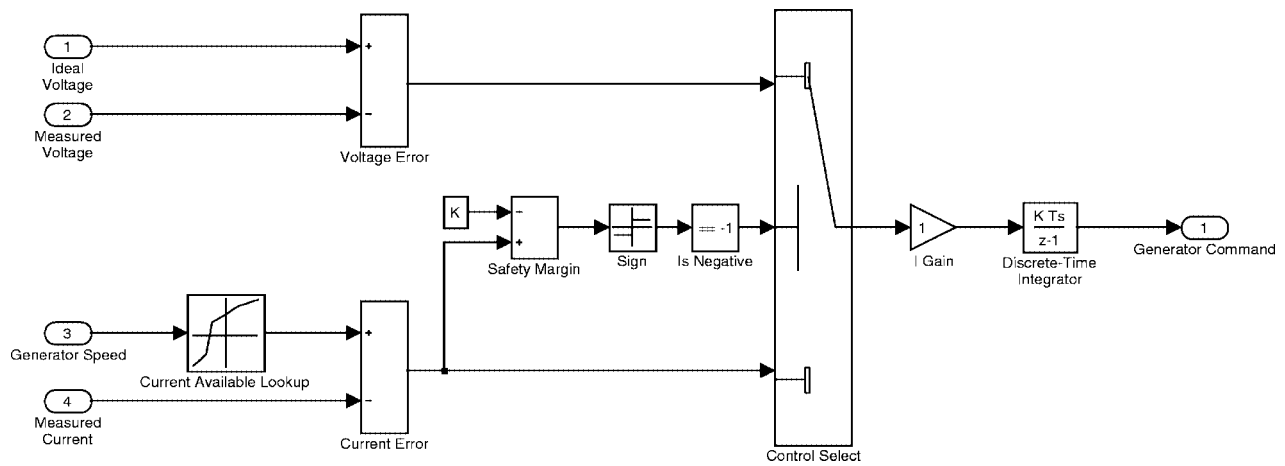 1
Ideal
Voltage
+
2
Measured
Voltage
−
Voltage Error
K
−
+
Safety Margin
Sign
== -1
Is Negative
1
I Gain
K Ts
z-1
Discrete-Time
Integrator
1
Generator Command
3
Generator Speed
Current Available Lookup
+
4
Measured
Current
−
Current Error
Control Select